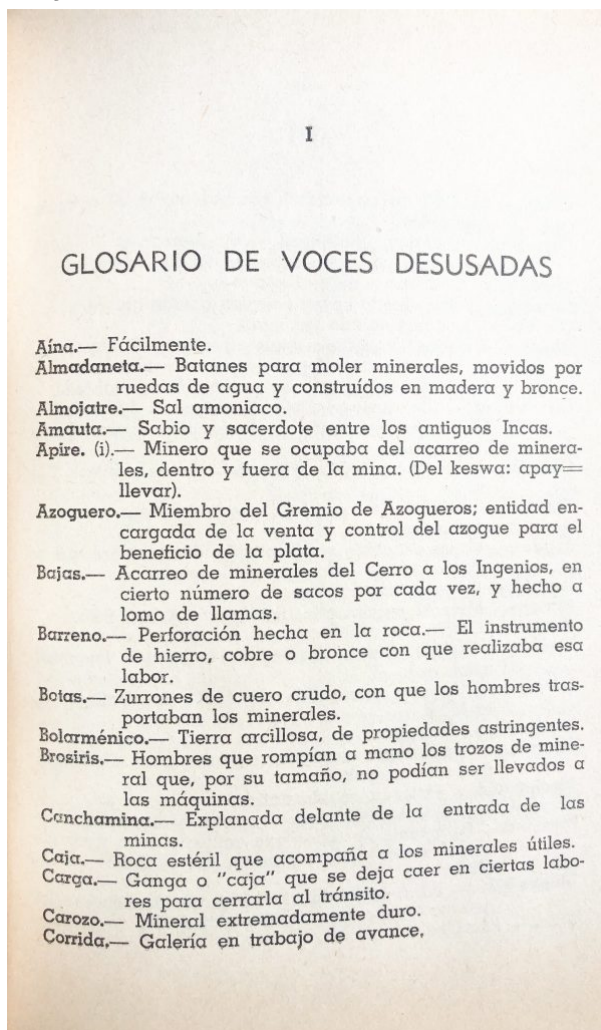 I
GLOSARIO DE VOCES DESUSADAS
Aína.— Fácilmente.
Almadaneta.— Batanes para moler minerales, movidos por
ruedas de agua y construídos en madera y bronce.
Almojatre.— Sal amoniaco.
Amauta.— Sabio y sacerdote entre los antiguos Incas.
Apire. (i).— Minero que se ocupaba del acarreo de minera-
les, dentro y fuera de la mina. (Del keswa: apay=
llevar).
Azoguero.— Miembro del Gremio de Azogueros; entidad en-
cargada de la venta y control del azogue para el
beneficio de la plata.
Bajas.— Acarreo de minerales del Cerro a los Ingenios, en
cierto número de sacos por cada vez, y hecho a
lomo de llamas.
Barreno.— Perforación hecha en la roca.— El instrumento
de hierro, cobre o bronce con que realizaba esa
labor.
Botas.— Zurrones de cuero crudo, con que los hombres tras-
portaban los minerales.
Bolarménico.— Tierra arcillosa, de propiedades astringentes.
Brosiris.— Hombres que rompían a mano los trozos de mine-
ral que, por su tamaño, no podían ser llevados a
las máquinas.
Canchamina.— Explanada delante de la entrada de las
minas.
Caja.— Roca estéril que acompaña a los minerales útiles.
Carga.— Ganga o "caja" que se deja caer en ciertas labo-
res para cerrarla al tránsito.
Carozo.— Mineral extremadamente duro.
Corrida.— Galería en trabajo de avance.